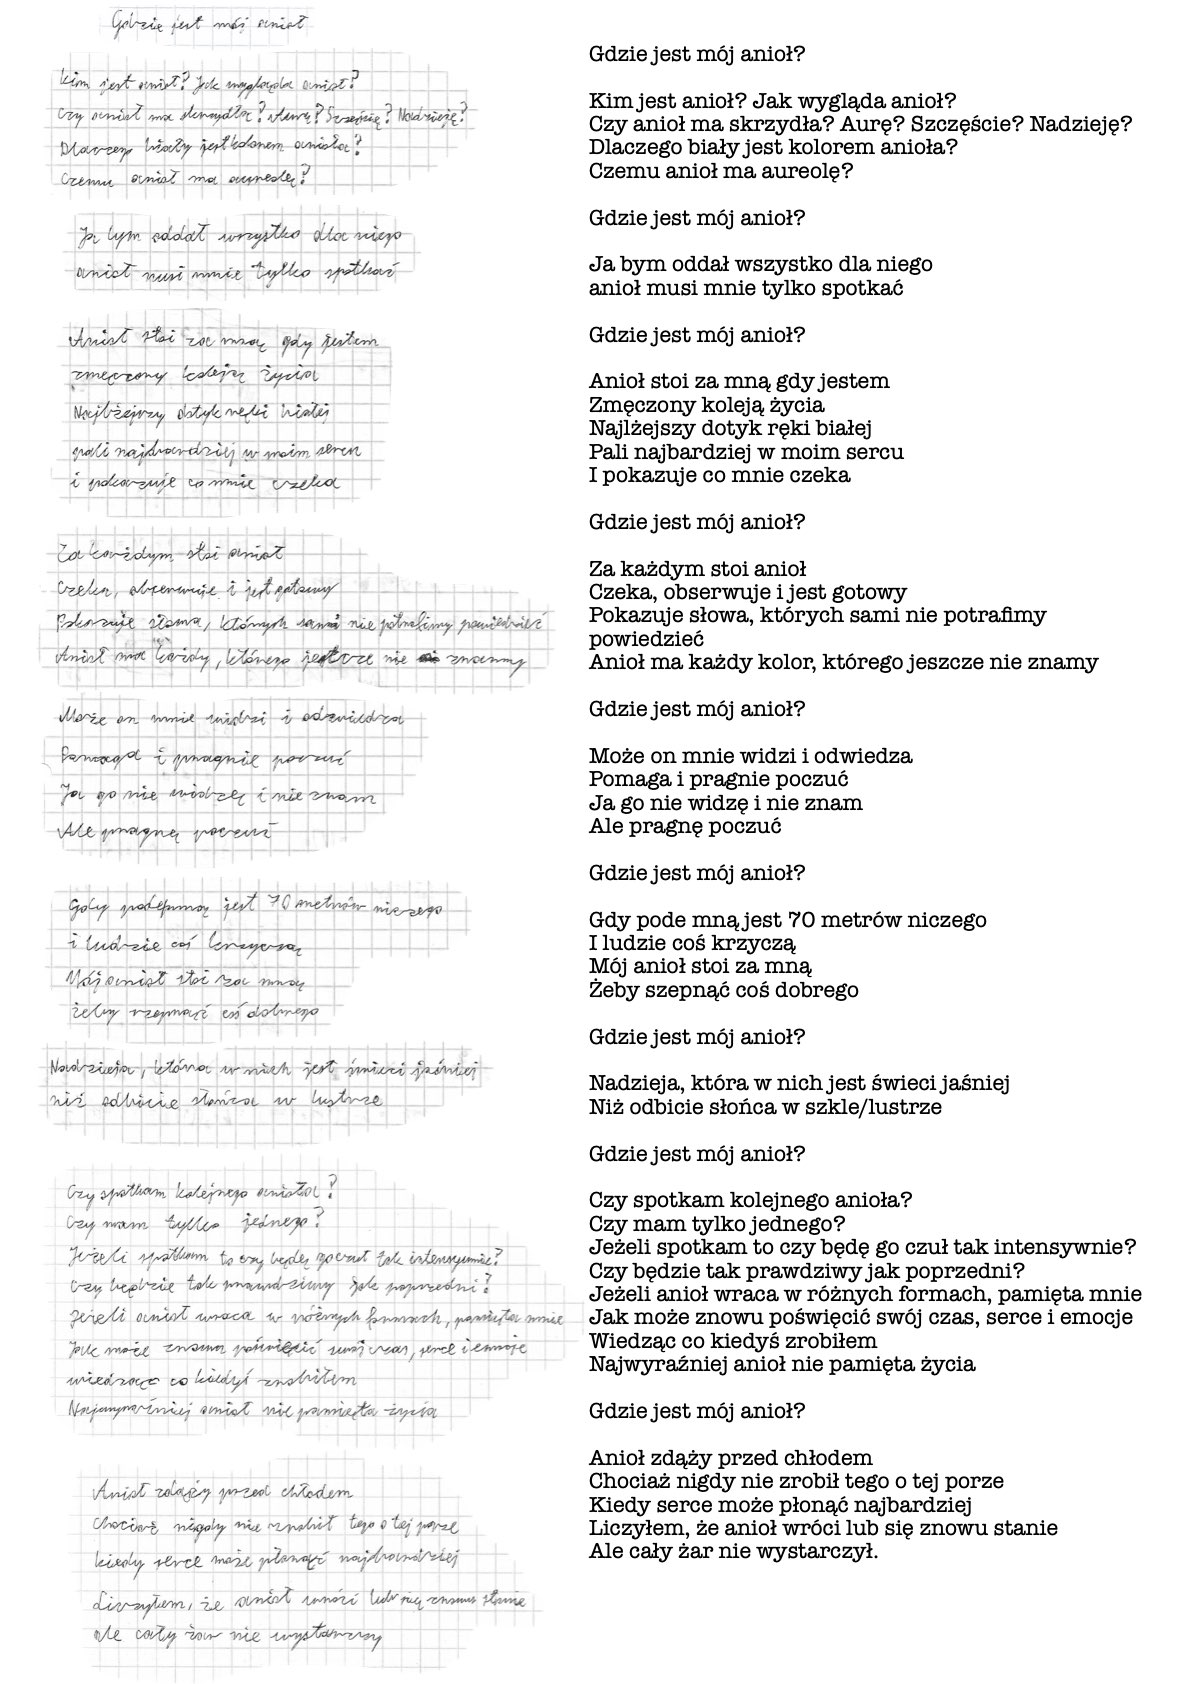 Gdzie jest mój anioł
Kim jest anioł? Jak wygląda anioł?
Czy anioł ma skrzydła? Aurę? Szczęście? Nadzieję?
Dlaczego biały jest kolorem anioła?
Czemu anioł ma aureolę?
Ja bym oddał wszystko dla niego
anioł musi mnie tylko spotkać
Anioł stoi za mną gdy jestem
zmęczony koleją życia
Najlżejszy dotyk ręki białej
pali najbardziej w moim sercu
i pokazuje co mnie czeka
Za każdym stoi anioł
Czeka, obserwuje i jest gotowy
Pokazuje słowa, których sami nie potrafimy powiedzieć
Anioł ma każdy, którego jeszcze nie znamy
Może on mnie widzi i odwiedza
Pomaga i pragnie poczuć
Ja go nie widzę i nie znam
Ale pragnę poczuć
Gdy podemną jest 70 metrów niczego
i ludzie coś krzyczą
Mój anioł stoi za mną
żeby szepnąć coś dobrego
Nadzieja, która w nich jest świeci jaśniej
niż odbicie słońca w lustrze
Czy spotkam kolejnego anioła?
Czy mam tylko jednego?
Jeżeli spotkam to czy będę go czuł tak intensywnie?
Czy będzie tak prawdziwy jak poprzedni?
Jeżeli anioł wraca w różnych formach, pamięta mnie
Jak może znowu poświęcić swój czas, serce i emocje
wiedząc co kiedyś zrobiłem
Najwyraźniej anioł nie pamięta życia
Anioł zdąży przed chłodem
Chociaż nigdy nie zrobił tego o tej porze
kiedy serce może płonąć najbardziej
Liczyłem, że anioł wróci lub się znowu stanie
ale cały żar nie wystarczy
Gdzie jest mój anioł?
Kim jest anioł? Jak wygląda anioł?
Czy anioł ma skrzydła? Aurę? Szczęście? Nadzieję?
Dlaczego biały jest kolorem anioła?
Czemu anioł ma aureolę?
Gdzie jest mój anioł?
Ja bym oddał wszystko dla niego
anioł musi mnie tylko spotkać
Gdzie jest mój anioł?
Anioł stoi za mną gdy jestem
Zmęczony koleją życia
Najlżejszy dotyk ręki białej
Pali najbardziej w moim sercu
I pokazuje co mnie czeka
Gdzie jest mój anioł?
Za każdym stoi anioł
Czeka, obserwuje i jest gotowy
Pokazuje słowa, których sami nie potrafimy
powiedzieć
Anioł ma każdy kolor, którego jeszcze nie znamy
Gdzie jest mój anioł?
Może on mnie widzi i odwiedza
Pomaga i pragnie poczuć
Ja go nie widzę i nie znam
Ale pragnę poczuć
Gdzie jest mój anioł?
Gdy pode mną jest 70 metrów niczego
I ludzie coś krzyczą
Mój anioł stoi za mną
Żeby szepnąć coś dobrego
Gdzie jest mój anioł?
Nadzieja, która w nich jest świeci jaśniej
Niż odbicie słońca w szkle/lustrze
Gdzie jest mój anioł?
Czy spotkam kolejnego anioła?
Czy mam tylko jednego?
Jeżeli spotkam to czy będę go czuł tak intensywnie?
Czy będzie tak prawdziwy jak poprzedni?
Jeżeli anioł wraca w różnych formach, pamięta mnie
Jak może znowu poświęcić swój czas, serce i emocje
Wiedząc co kiedyś zrobiłem
Najwyraźniej anioł nie pamięta życia
Gdzie jest mój anioł?
Anioł zdąży przed chłodem
Chociaż nigdy nie zrobił tego o tej porze
Kiedy serce może płonąć najbardziej
Liczyłem, że anioł wróci lub się znowu stanie
Ale cały żar nie wystarczył.